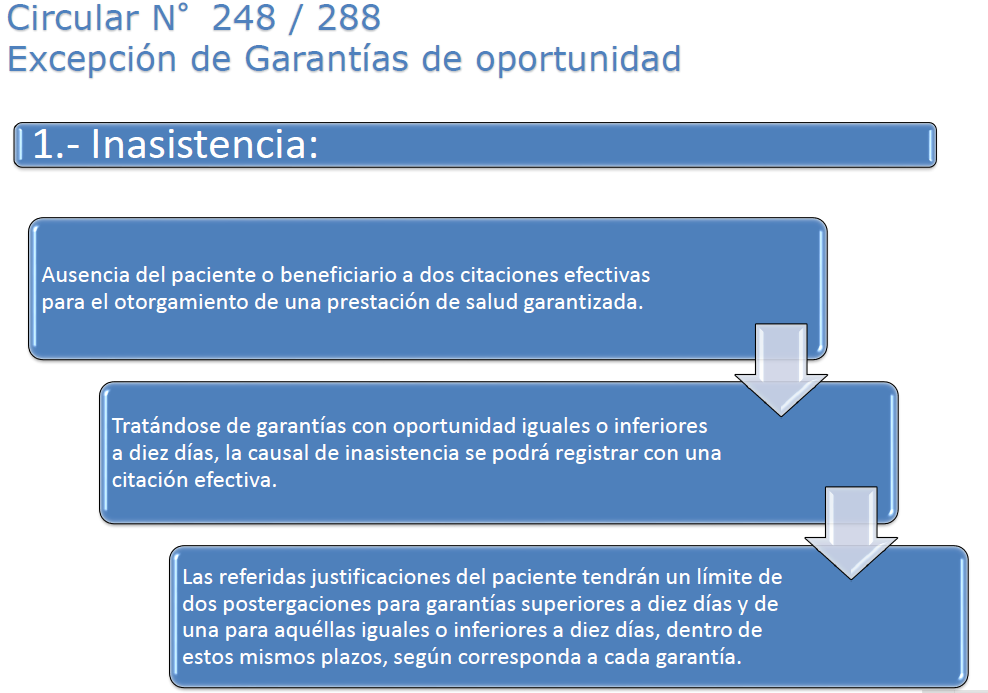 Circular N° 248 / 288
Excepción de Garantías de oportunidad
1.- Inasistencia:
Ausencia del paciente o beneficiario a dos citaciones efectivas
para el otorgamiento de una prestación de salud garantizada.
Tratándose de garantías con oportunidad iguales o inferiores
a diez días, la causal de inasistencia se podrá registrar con una
citación efectiva.
Las referidas justificaciones del paciente tendrán un límite de
dos postergaciones para garantías superiores a diez días y de
una para aquéllas iguales o inferiores a diez días, dentro de
estos mismos plazos, según corresponda a cada garantía.